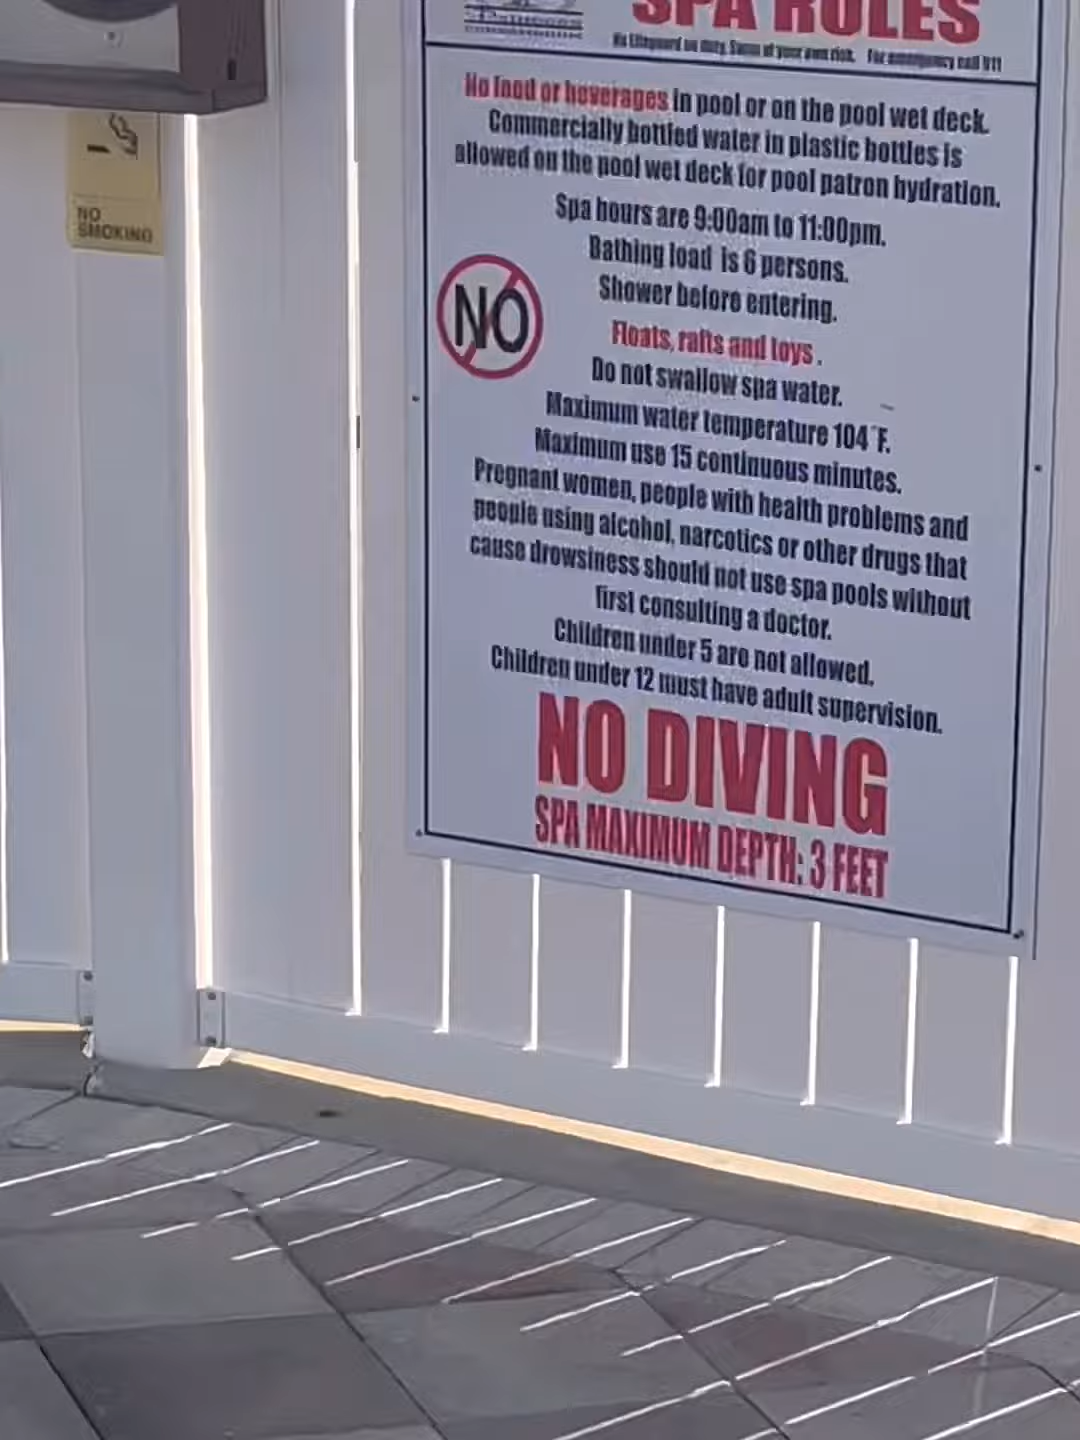 SPA RULES
No Lifeguard on duty. Swim at your own risk. For emergency call 911
No food or beverages in pool or on the pool wet deck.
Commercially bottled water in plastic bottles is
allowed on the pool wet deck for pool patron hydration.
Spa hours are 9:00am to 11:00pm.
Bathing load is 6 persons.
Shower before entering.
NO
Floats, rafts and toys .
Do not swallow spa water.
Maximum water temperature 104°F.
Maximum use 15 continuous minutes.
Pregnant women, people with health problems and
people using alcohol, narcotics or other drugs that
cause drowsiness should not use spa pools without
first consulting a doctor.
Children under 5 are not allowed.
Children under 12 must have adult supervision.
NO DIVING
SPA MAXIMUM DEPTH: 3 FEET
NO
SMOKING